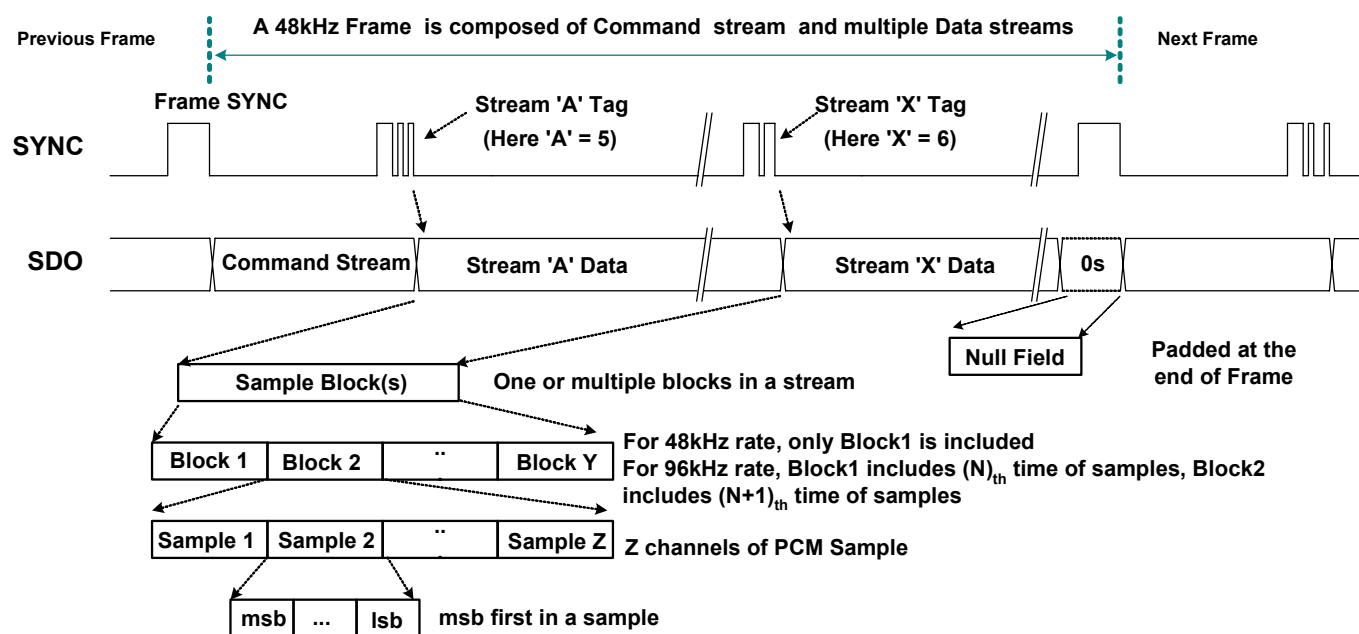 A 48kHz Frame is composed of Command stream and multiple Data streams
Previous Frame
Next Frame
Frame SYNC
Stream 'A' Tag
(Here 'A' = 5)
Stream 'X' Tag
(Here 'X' = 6)
SYNC
SDO
Command Stream
Stream 'A' Data
Stream 'X' Data
0s
Null Field
Padded at the
end of Frame
Sample Block(s)
One or multiple blocks in a stream
Block 1
Block 2
..
Block Y
For 48kHz rate, only Block1 is included
For 96kHz rate, Block1 includes (N)th time of samples, Block2
includes (N+1)th time of samples
Sample 1
Sample 2
..
Sample Z
Z channels of PCM Sample
msb
...
lsb
msb first in a sample